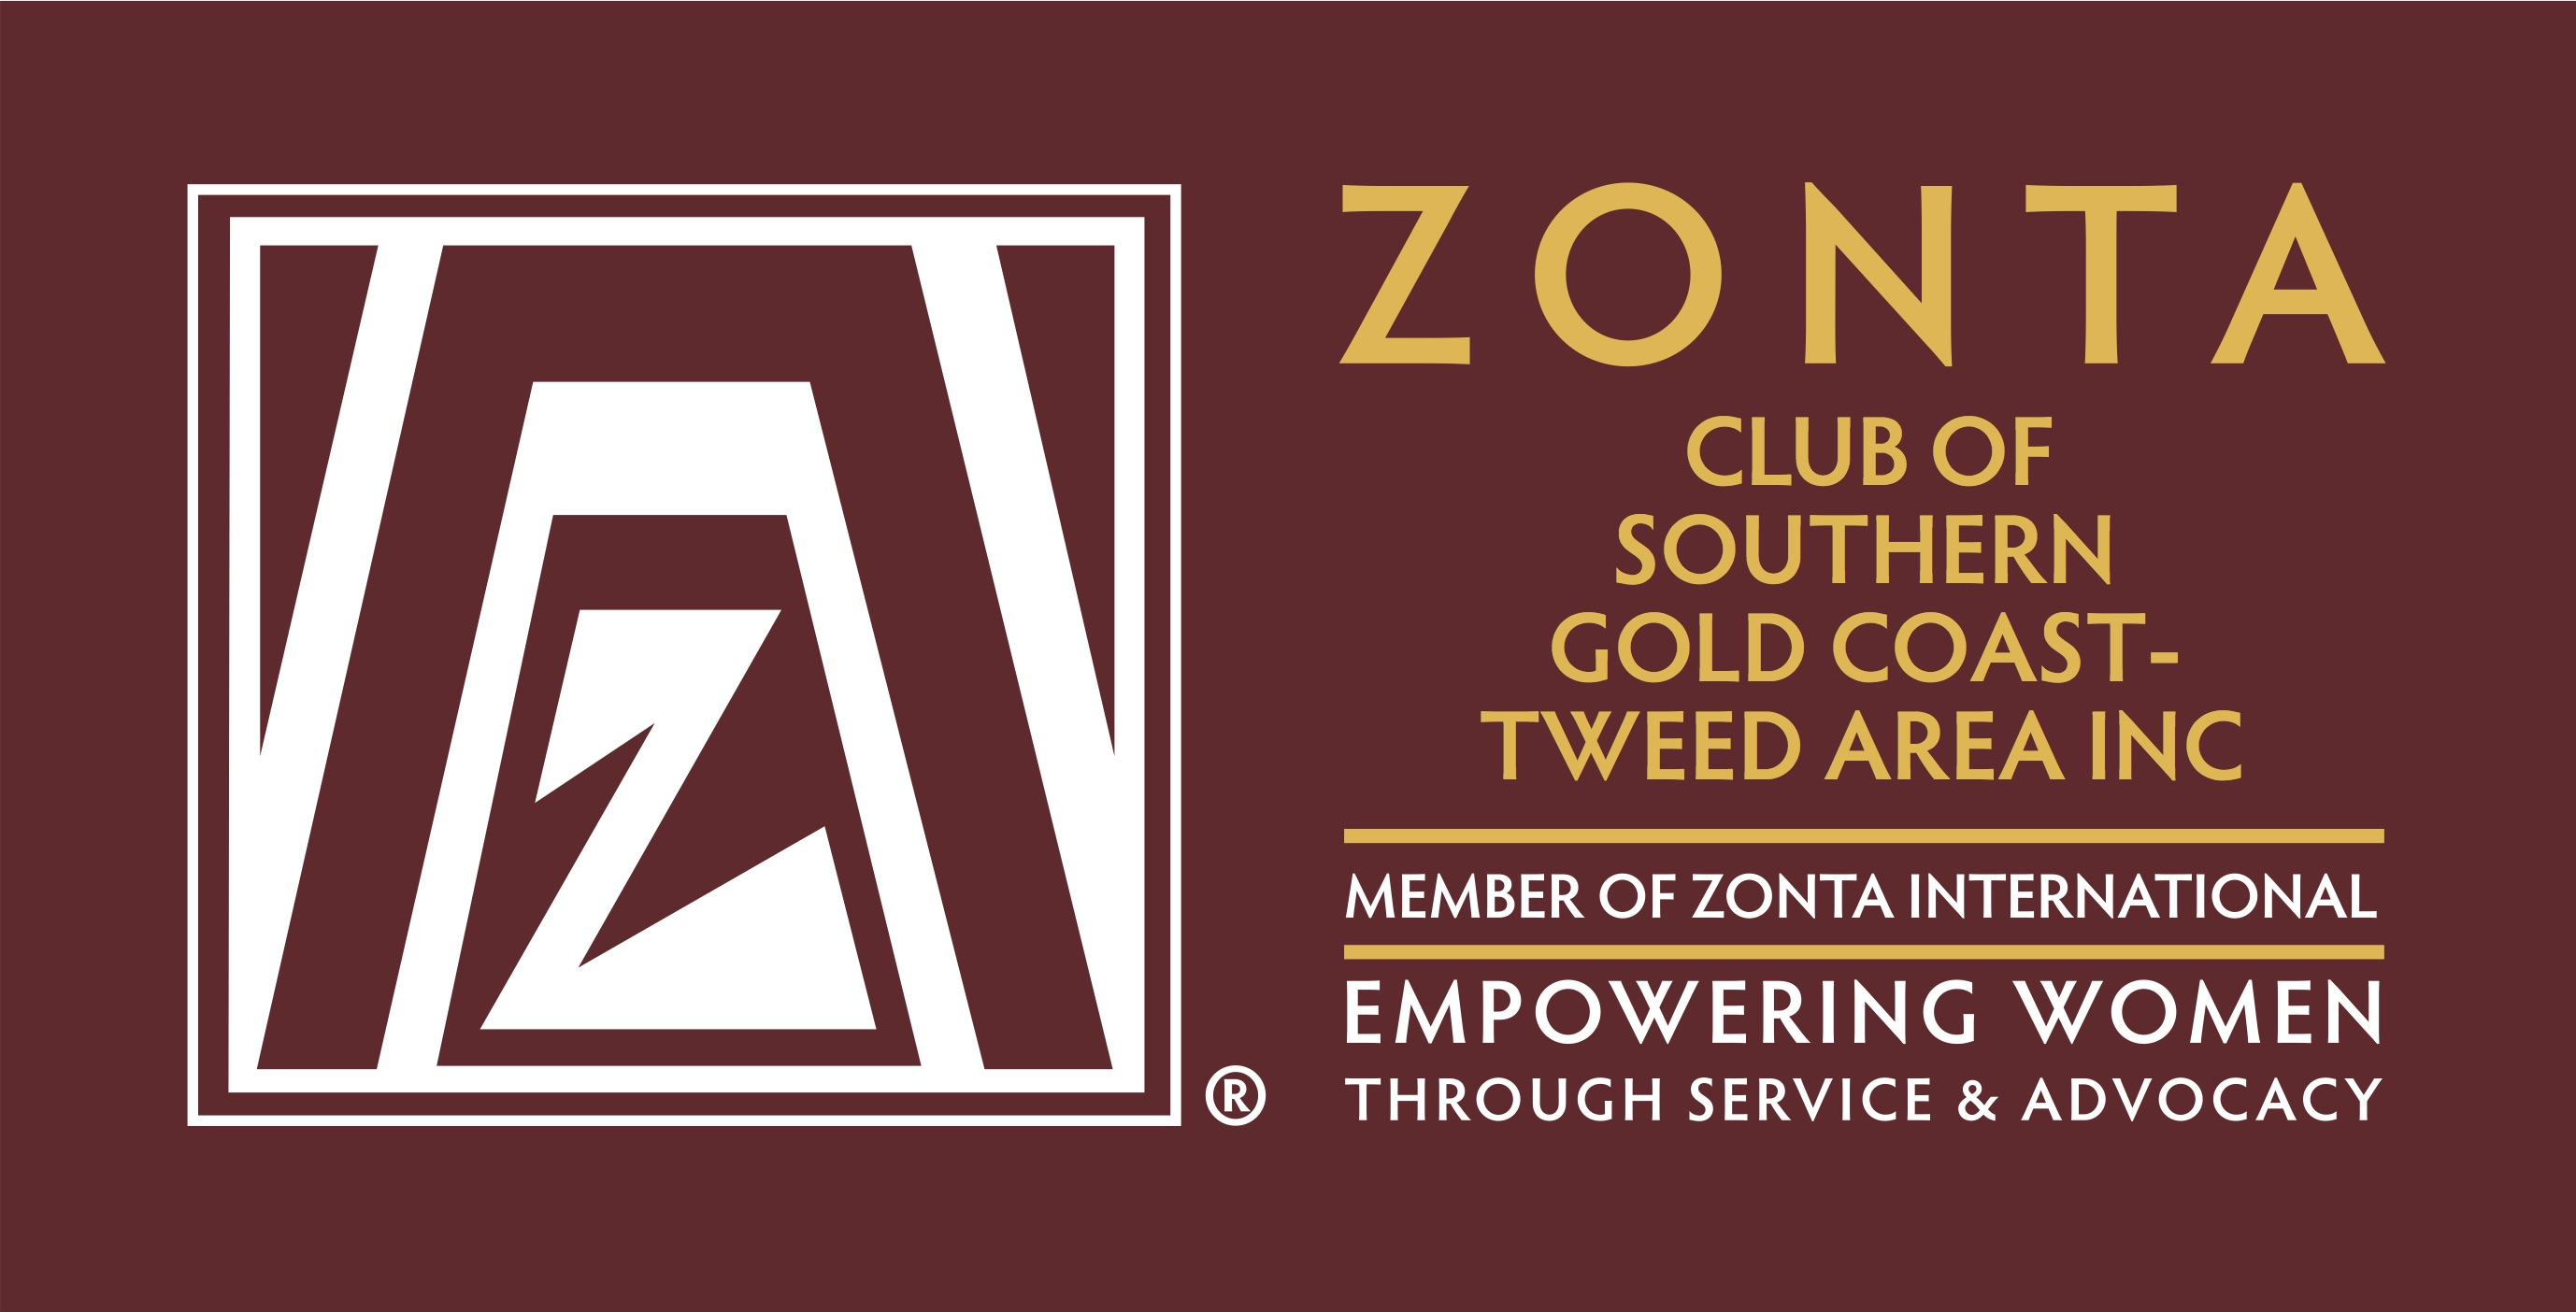 ZONTA
CLUB OF
SOUTHERN
GOLD COAST-
TWEED AREA INC
MEMBER OF ZONTA INTERNATIONAL
EMPOWERING WOMEN
THROUGH SERVICE & ADVOCACY
Z
®